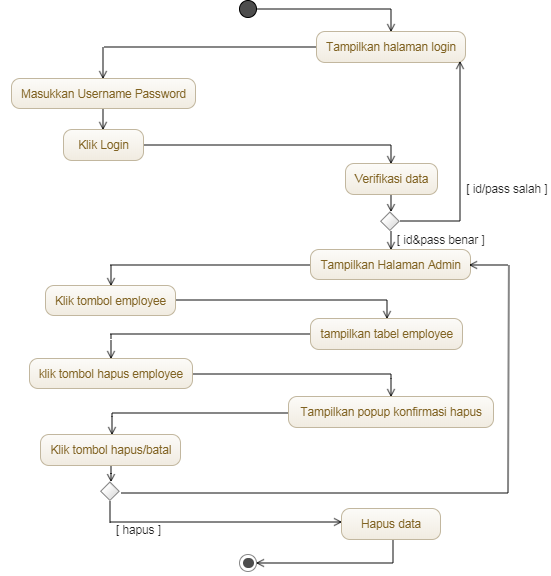 Tampilkan halaman login
Masukkan Username Password
Klik Login
Verifikasi data
[ id/pass salah ]
[ id&pass benar ]
Tampilkan Halaman Admin
Klik tombol employee
tampilkan tabel employee
klik tombol hapus employee
Tampilkan popup konfirmasi hapus
Klik tombol hapus/batal
[ hapus ]
Hapus data